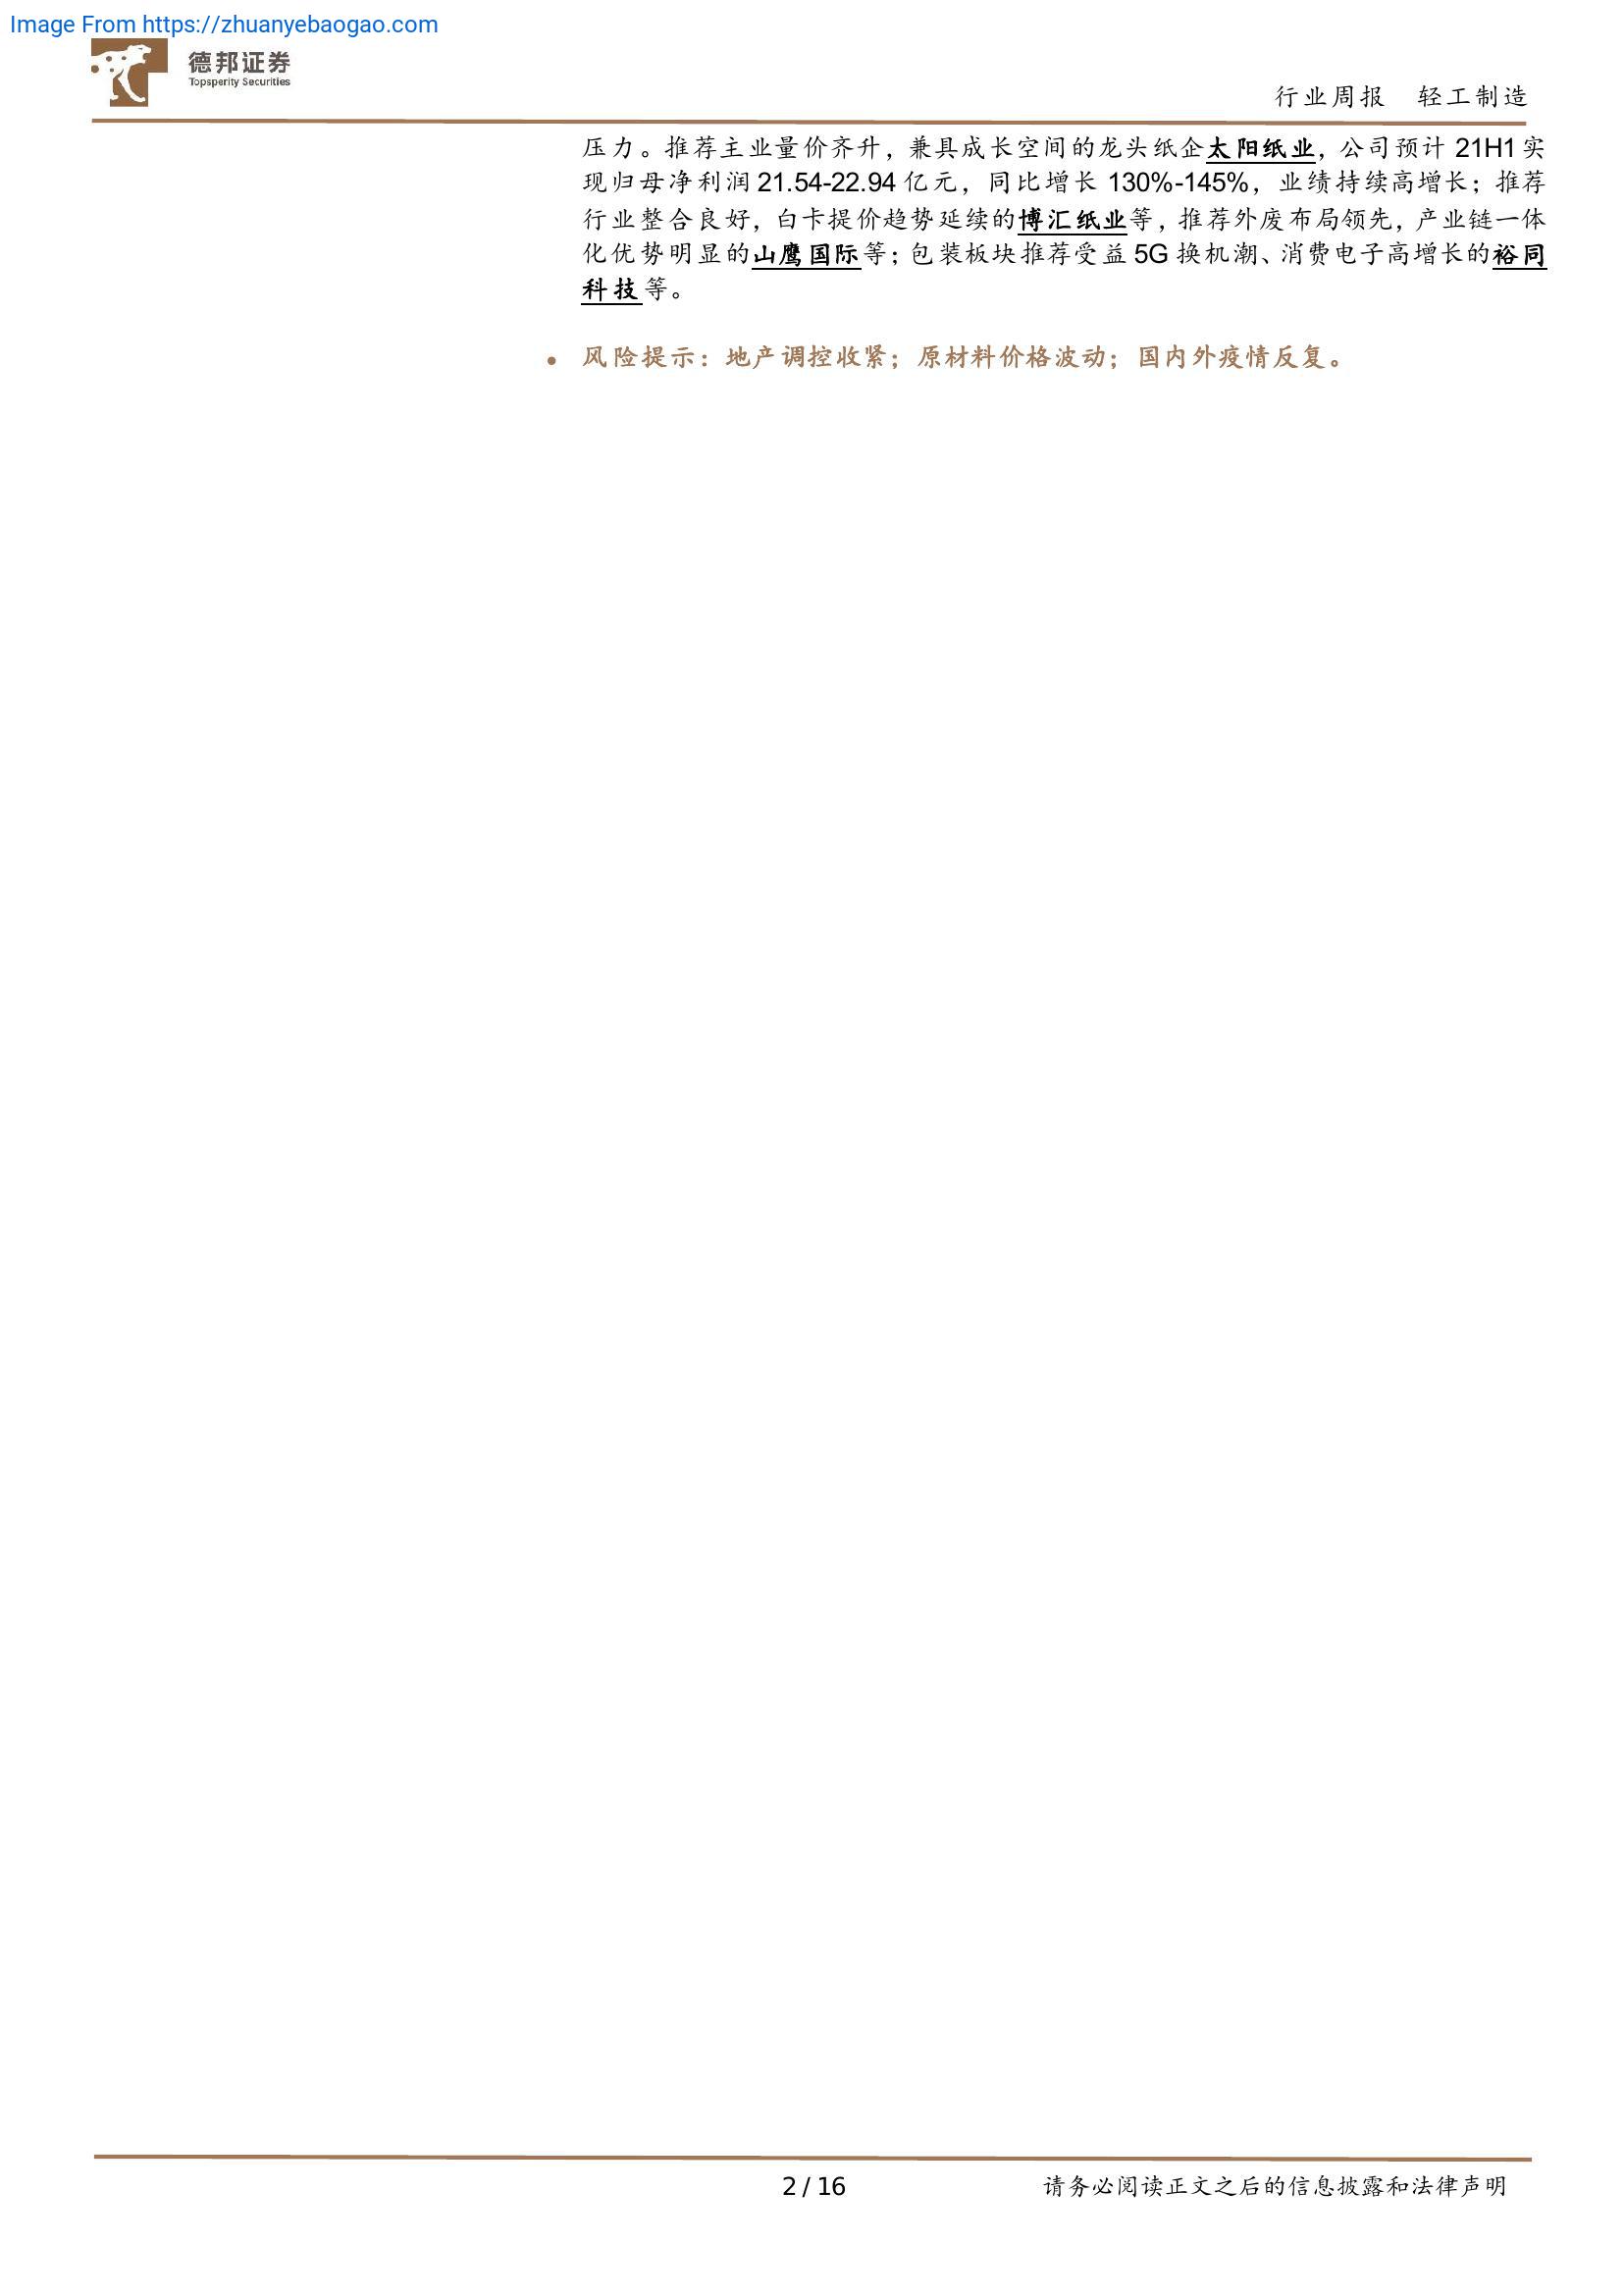 Image From https://zhuanyebaogao.com
德邦证券
Topsperity Securities
行业周报 轻工制造
压力。推荐主业量价齐升，兼具成长空间的龙头纸企太阳纸业，公司预计 21H1 实
现归母净利润 21.54-22.94 亿元，同比增长 130%-145%，业绩持续高增长；推荐
行业整合良好，白卡提价趋势延续的博汇纸业等，推荐外废布局领先，产业链一体
化优势明显的山鹰国际等；包装板块推荐受益 5G 换机潮、消费电子高增长的裕同
科技等。
● 风险提示：地产调控收紧；原材料价格波动；国内外疫情反复。
2 / 16
请务必阅读正文之后的信息披露和法律声明